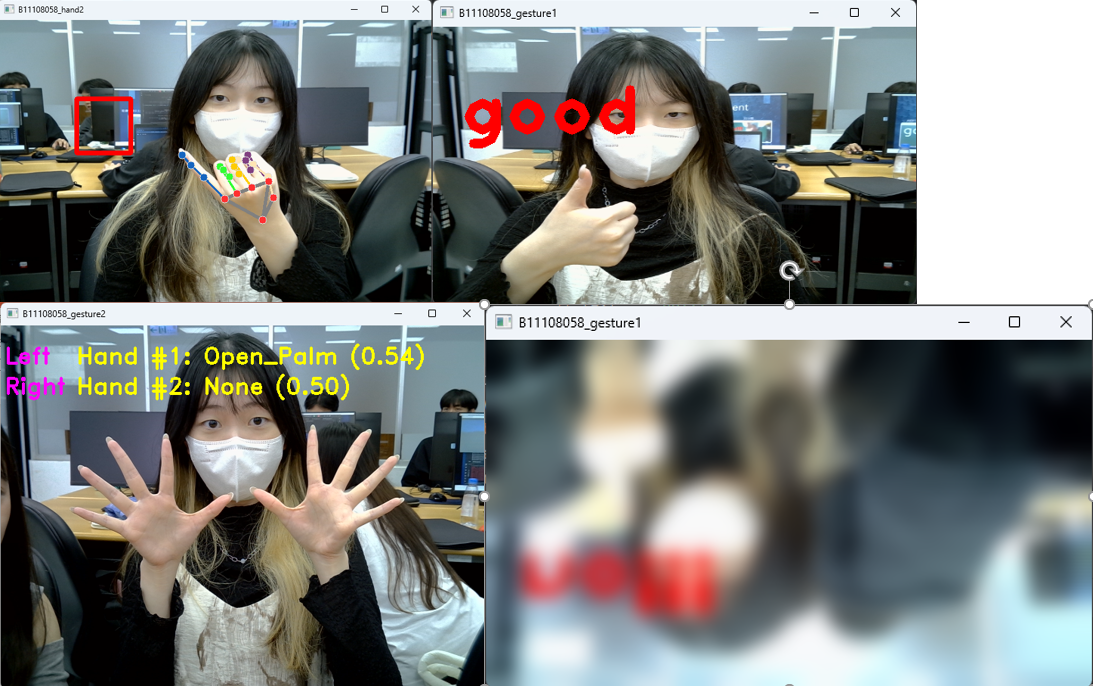 B11108058_hand2
B11108058_gesture1
good
B11108058_gesture2
Left Hand #1: Open_Palm (0.54)
Right Hand #2: None (0.50)
B11108058_gesture1